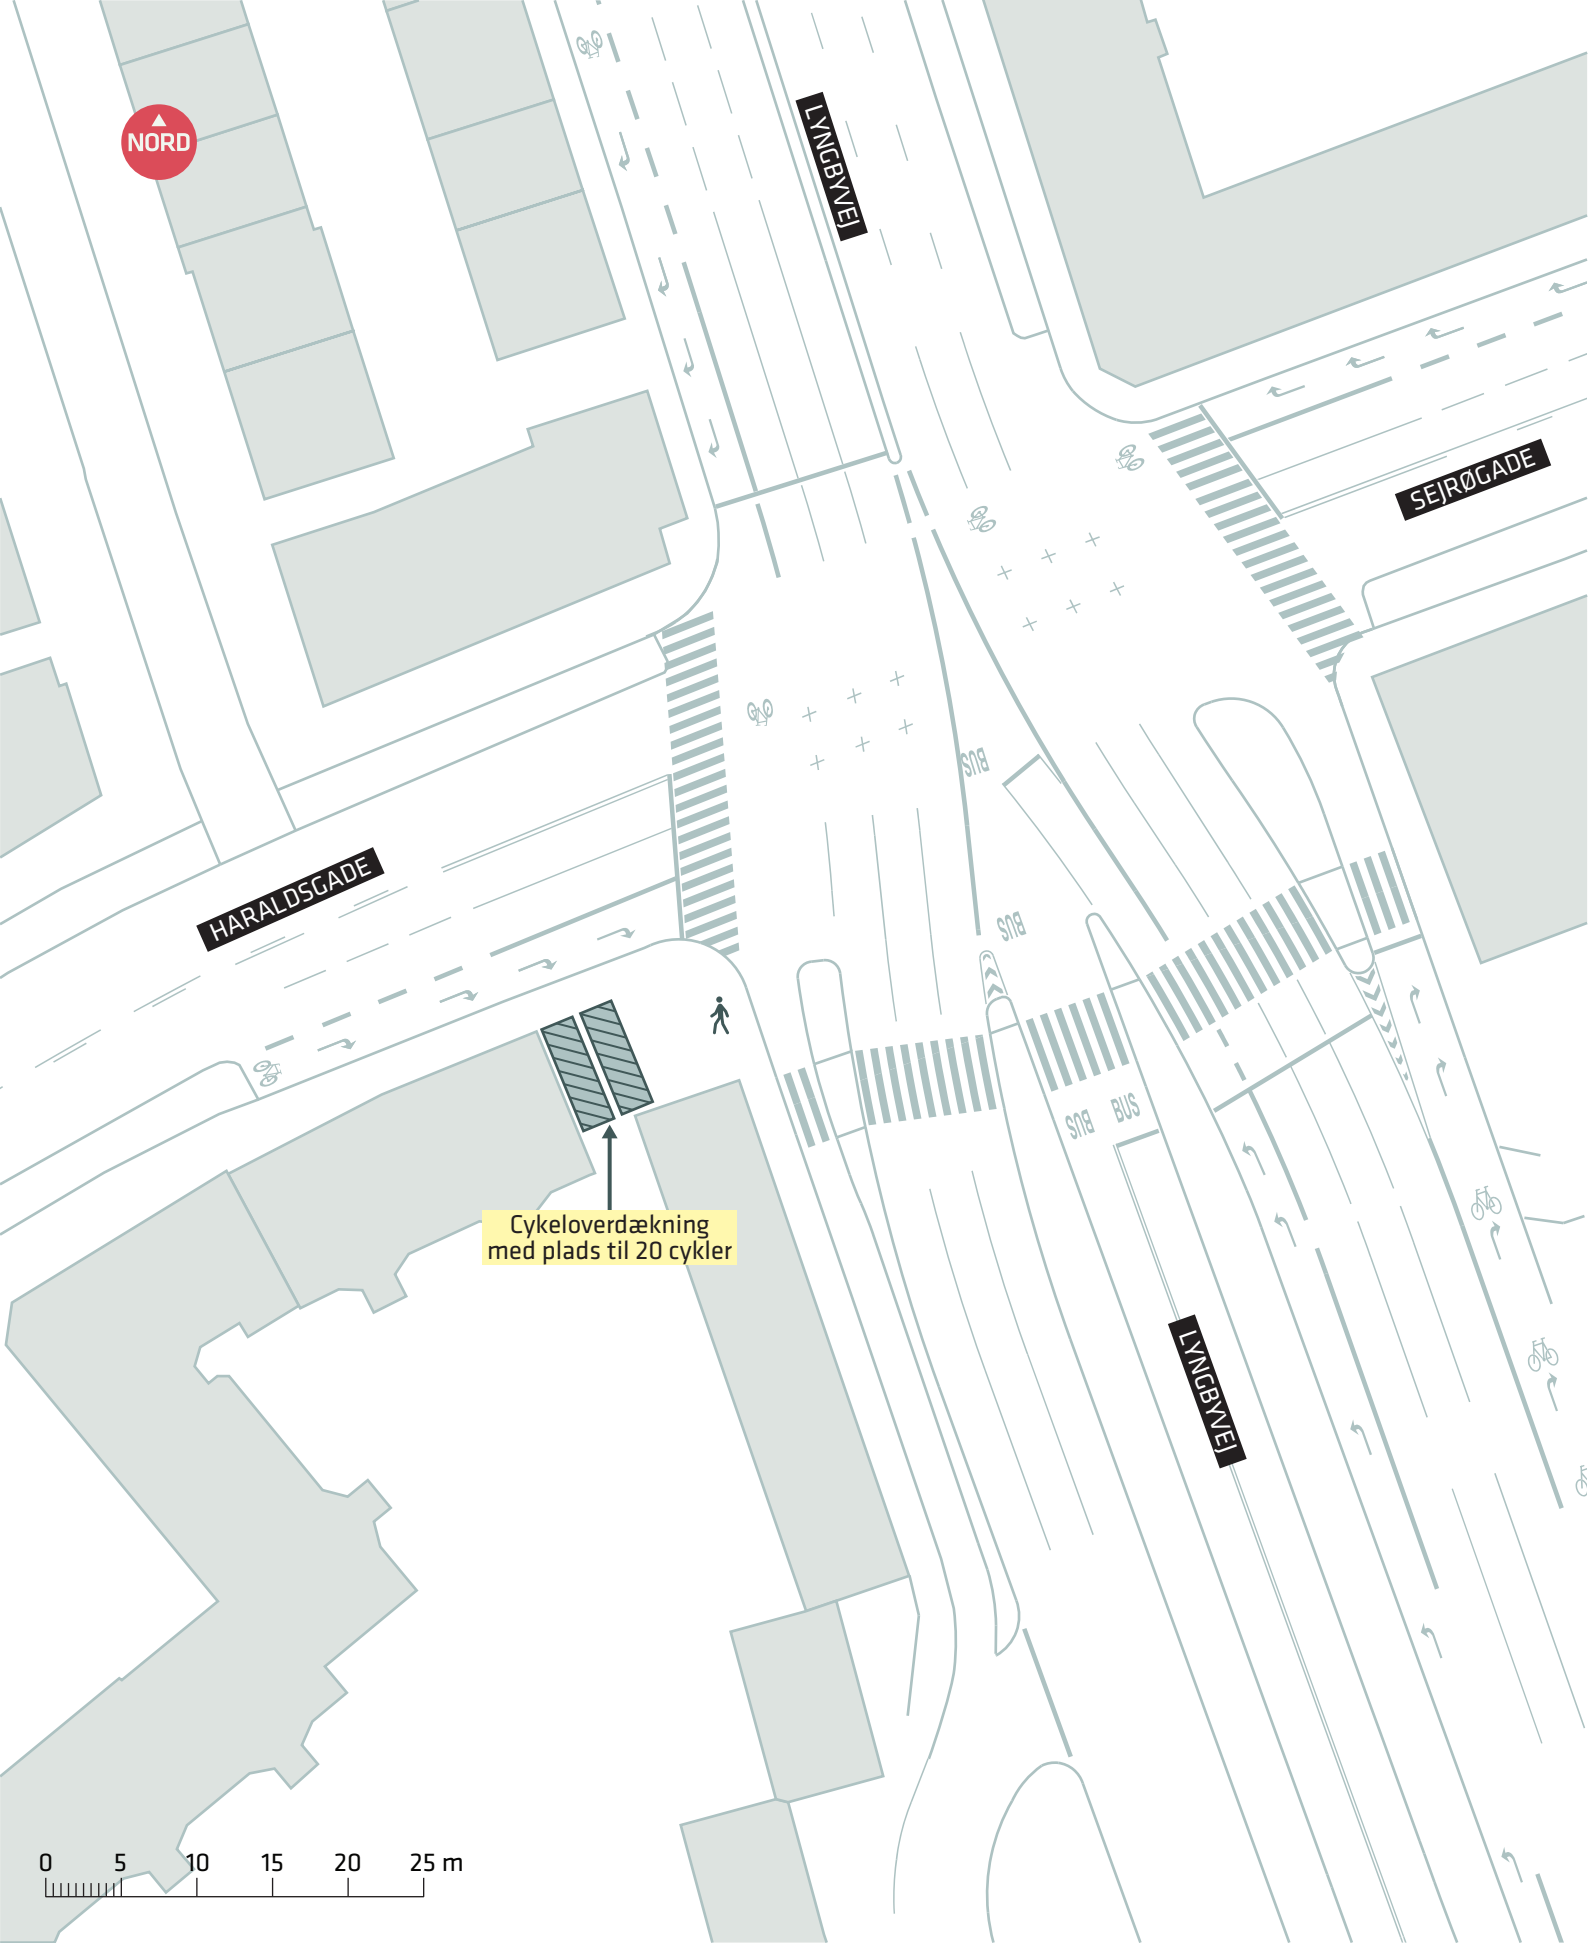 NORD
LYNGBYVEJ
SEJRØGADE
BUS
HARALDSGADE
BUS
BUS
BUS
Cykeloverdækning
med plads til 20 cykler
LYNGBYVEJ
0 5 10 15 20 25 m